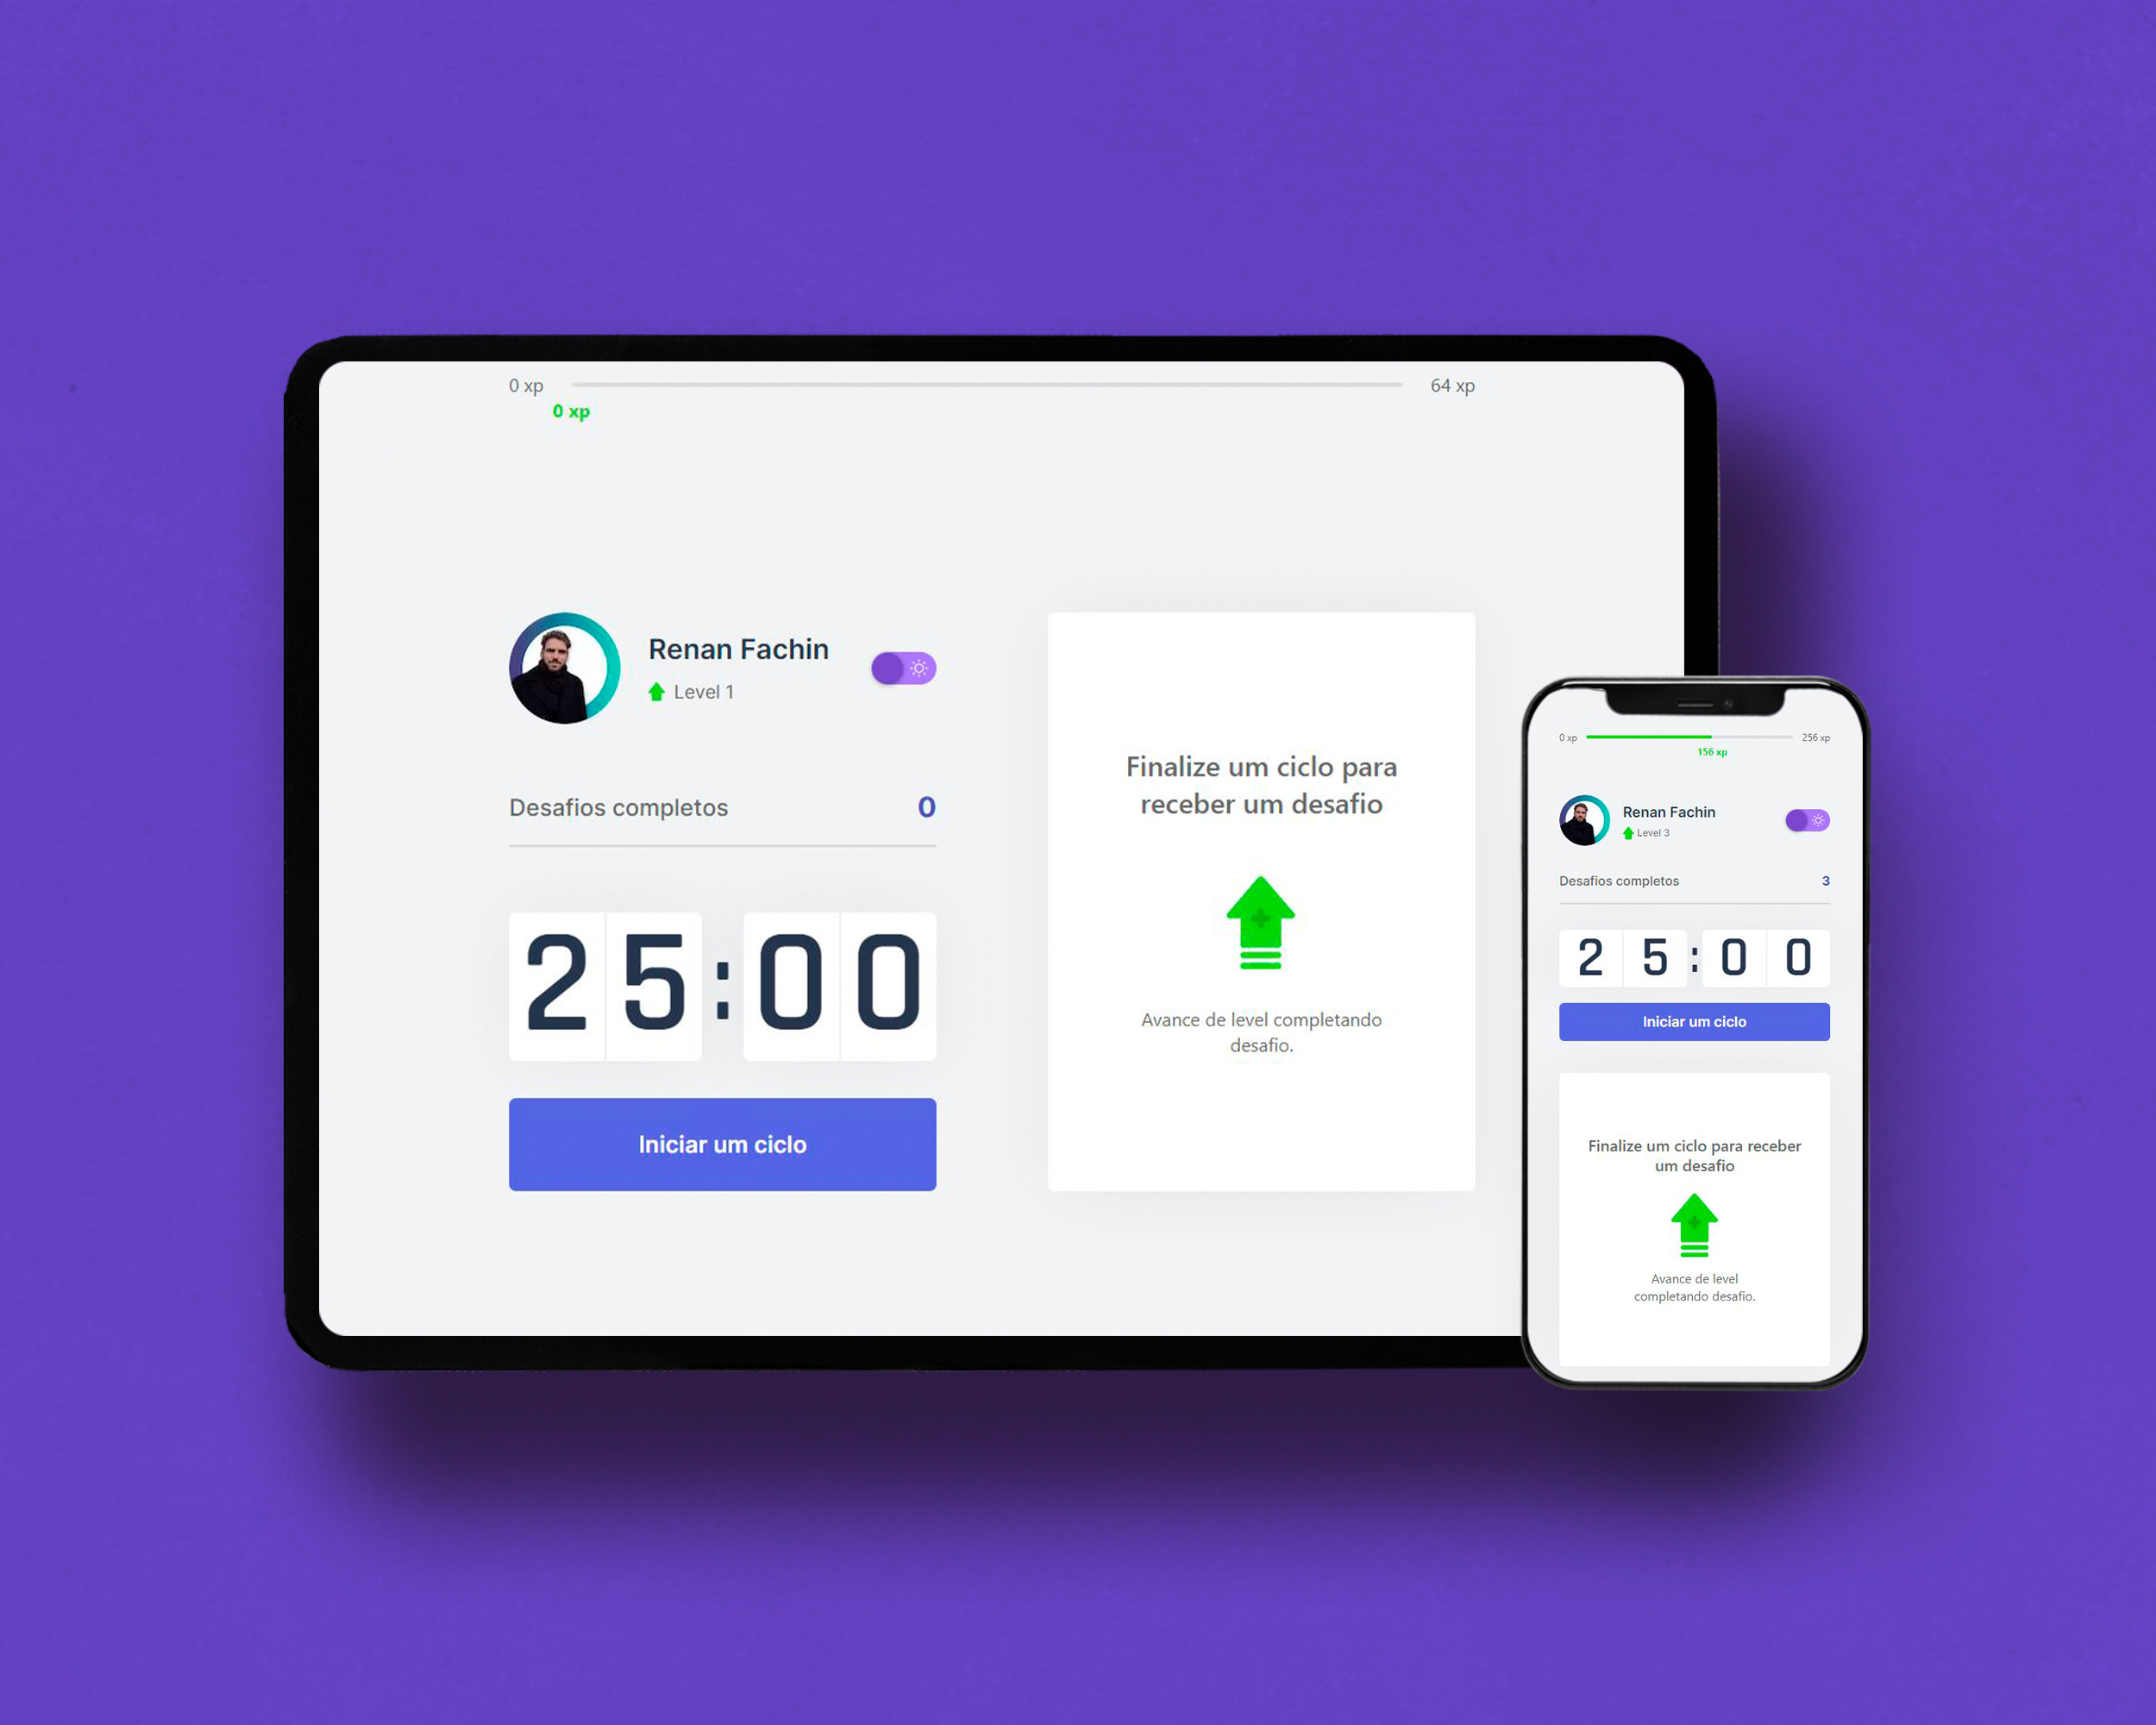 0 xp
64 xp
0 xp
Renan Fachin
Level 1
Desafios completos
0
25:00
Iniciar um ciclo
Finalize um ciclo para
receber um desafio
Avance de level completando
desafio.
0 xp
256 xp
156 xp
Renan Fachin
Level 3
Desafios completos
3
25:00
Iniciar um ciclo
Finalize um ciclo para receber
um desafio
Avance de level
completando desafio.